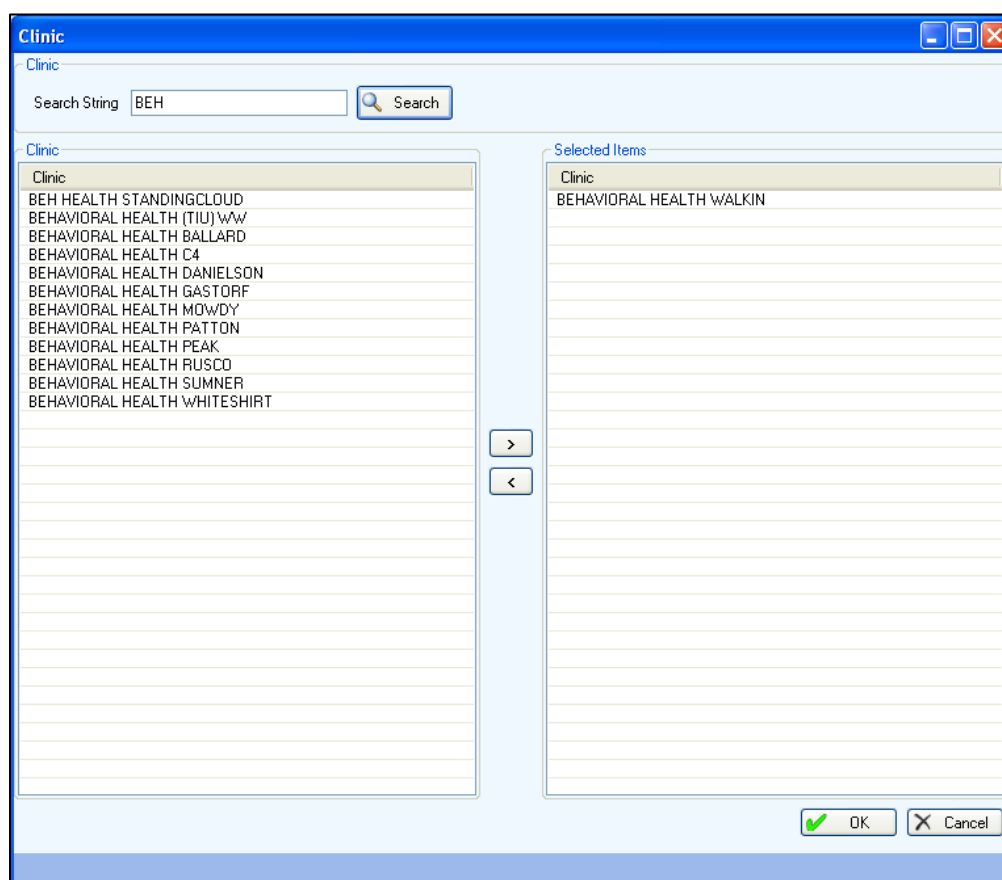 Clinic
Clinic
Search String BEH Search
Clinic
Clinic
BEH HEALTH STANDINGCLOUD
BEHAVIORAL HEALTH (TIU) WW
BEHAVIORAL HEALTH BALLARD
BEHAVIORAL HEALTH C4
BEHAVIORAL HEALTH DANIELSON
BEHAVIORAL HEALTH GASTORF
BEHAVIORAL HEALTH MOWDY
BEHAVIORAL HEALTH PATTON
BEHAVIORAL HEALTH PEAK
BEHAVIORAL HEALTH RUSCO
BEHAVIORAL HEALTH SUMNER
BEHAVIORAL HEALTH WHITESHIRT
>
<
Selected Items
Clinic
BEHAVIORAL HEALTH WALKIN
OK Cancel